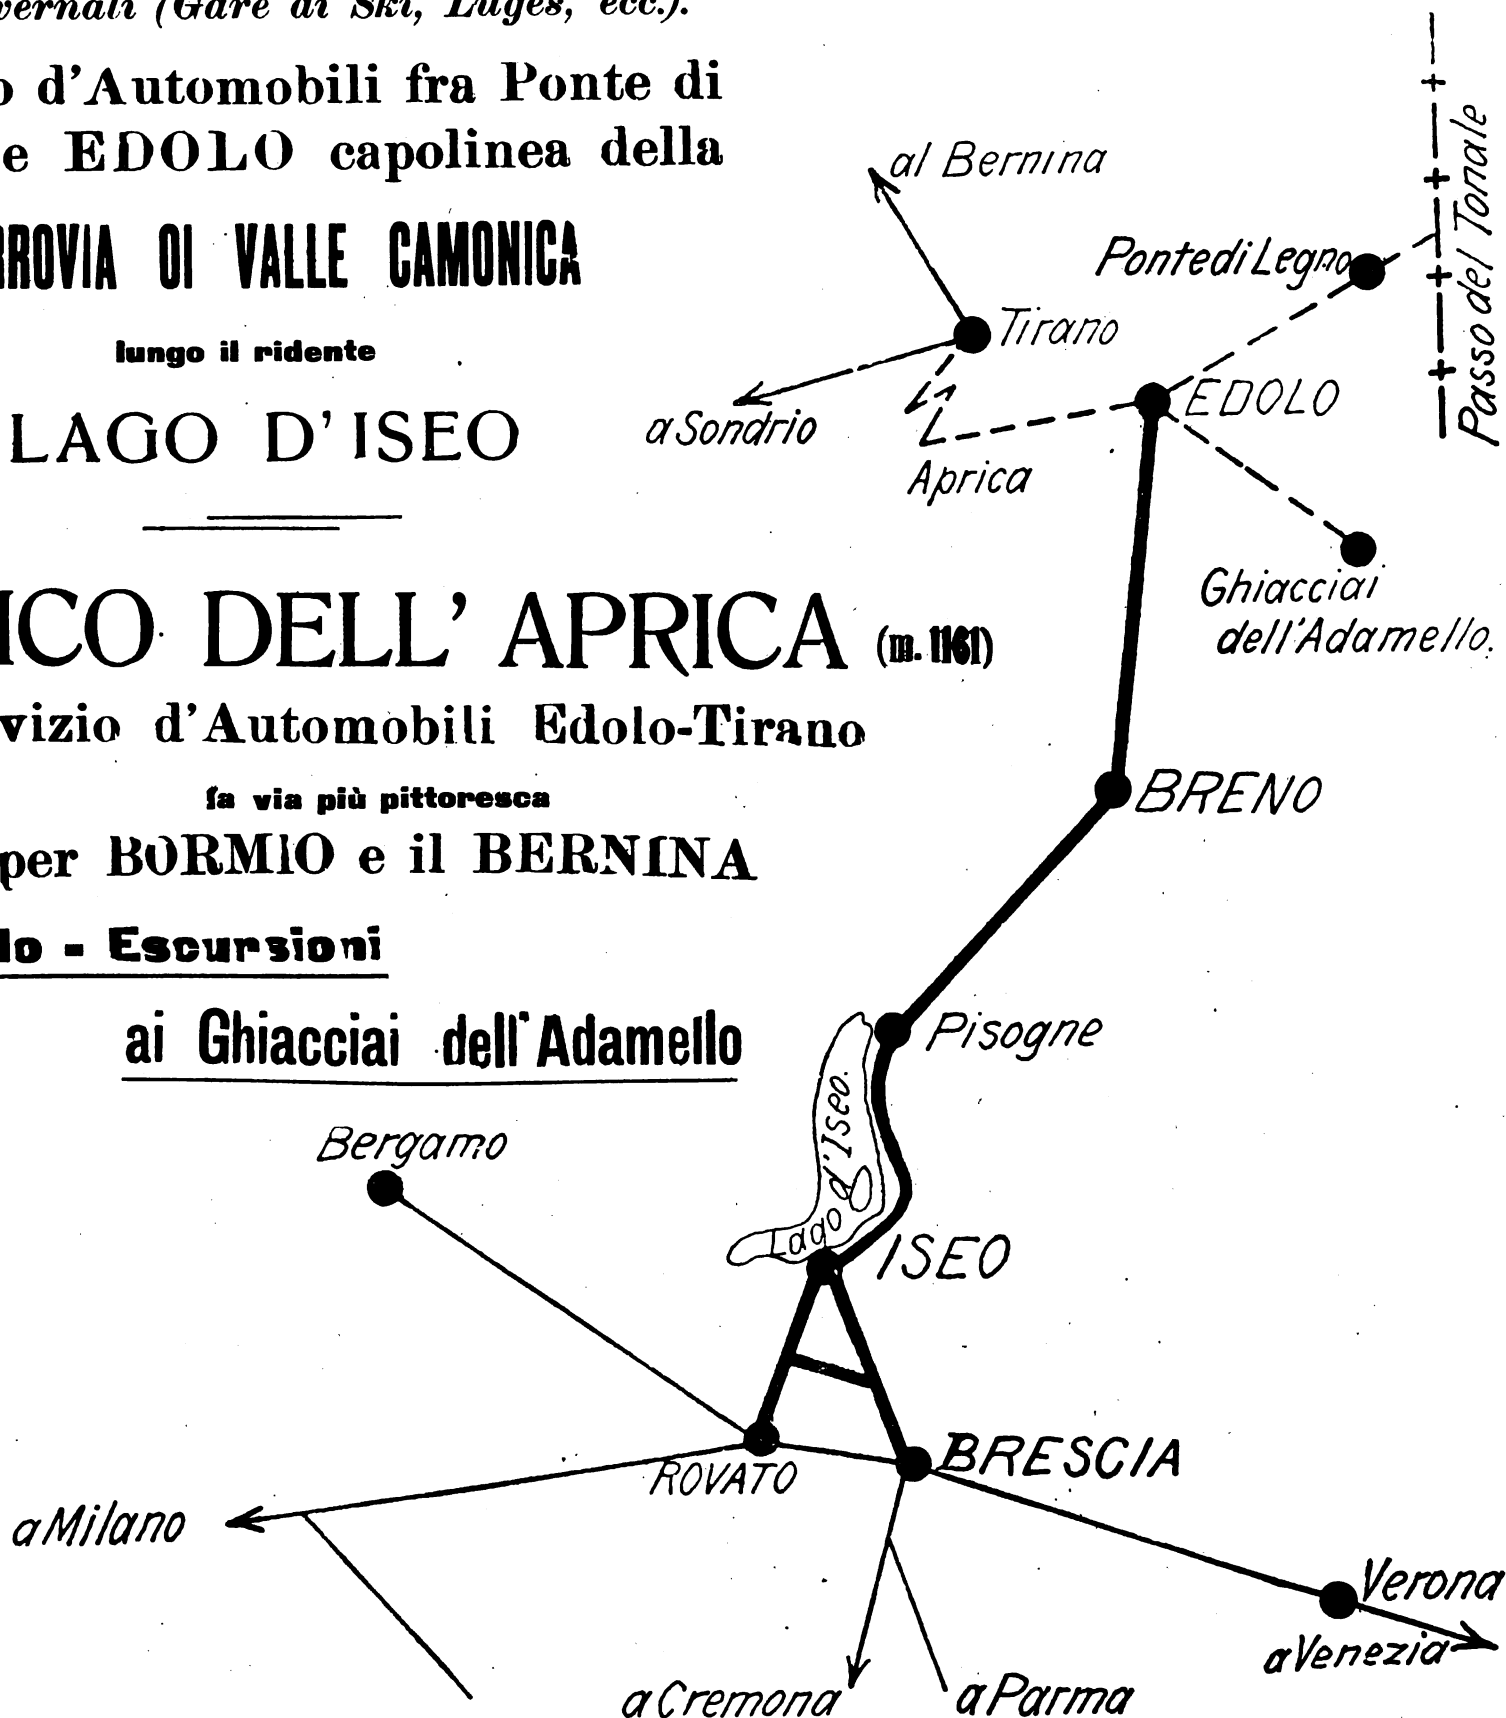 vernali (Gare di Ski, Luges, ecc.).
o d'Automobili fra Ponte di
e EDOLO capolinea della
RROVIA DI VALLE CAMONICA
lungo il ridente
LAGO D'ISEO
ICO DELL'APRICA (m. 1161)
vizio d'Automobili Edolo-Tirano
la via più pittoresca
per BORMIO e il BERNINA
lo - Escursioni
ai Ghiacciai dell'Adamello
al Bernina
Passo del Tonale
Ponte di Legno
Tirano
EDOLO
a Sondrio
Aprica
Ghiacciai
dell'Adamello.
BRENO
Pisogne
Lago d'Iseo.
Bergamo
ISEO
BRESCIA
ROVATO
a Milano
Verona
a Venezia
a Cremona
a Parma